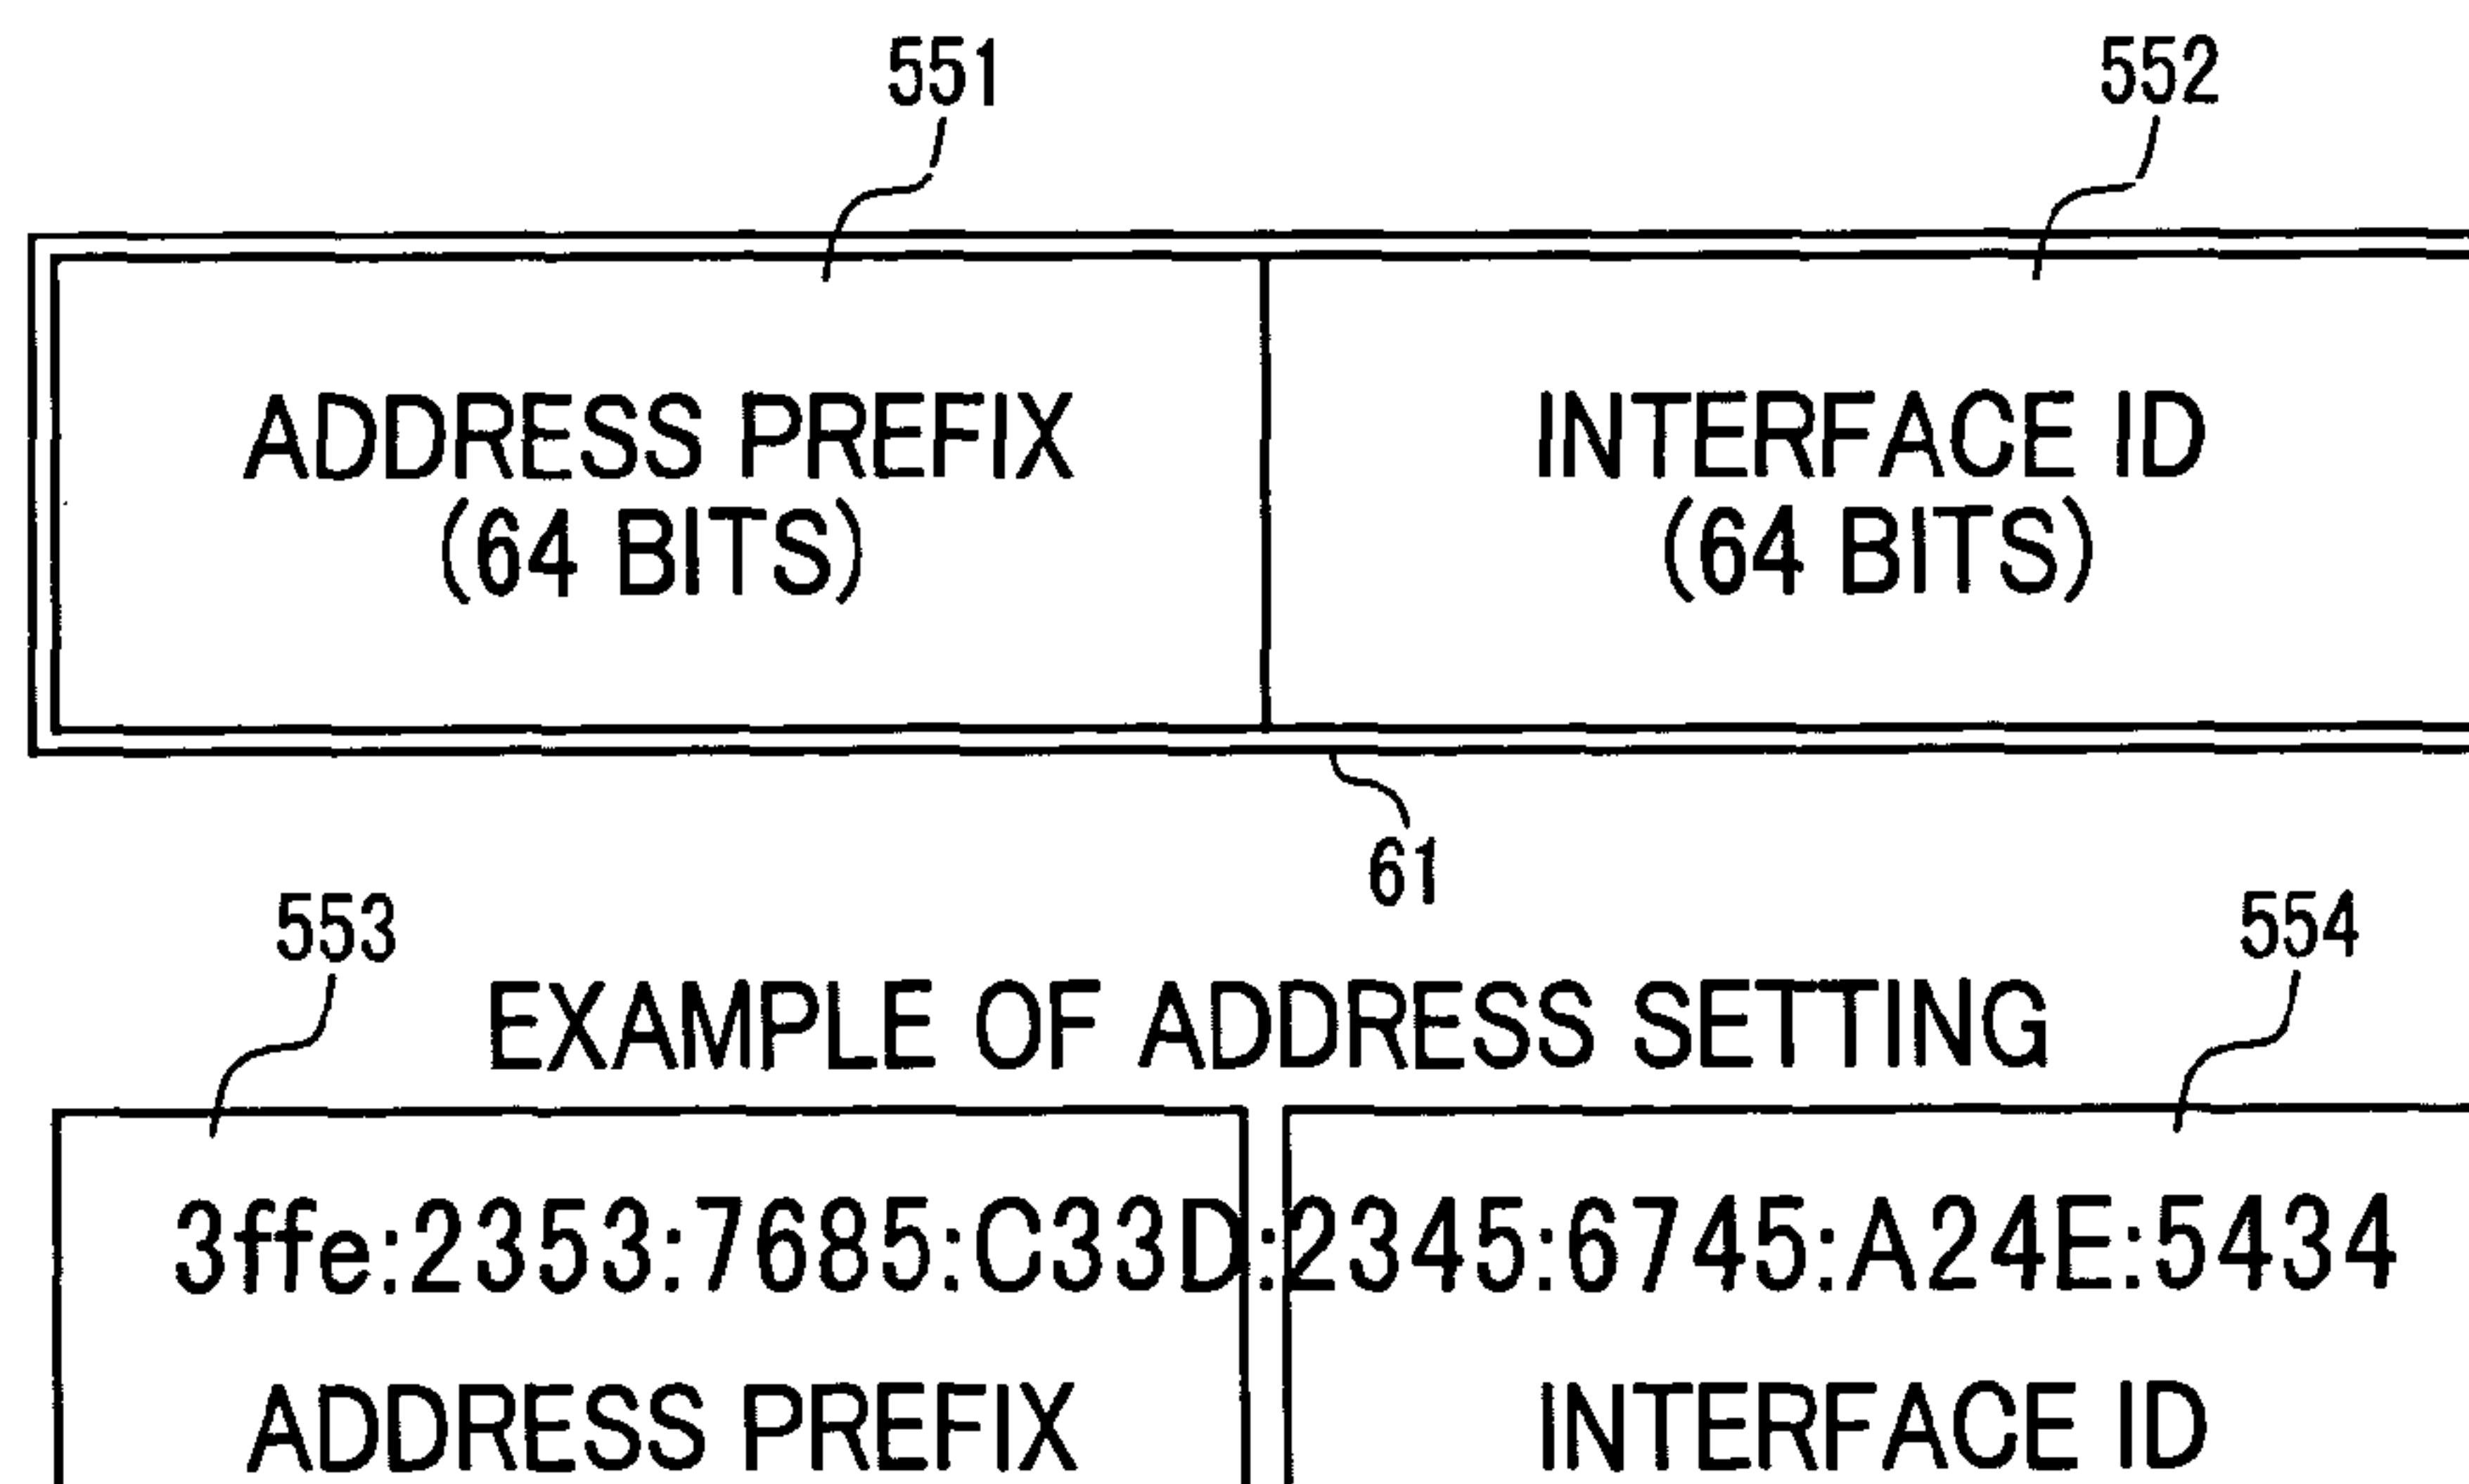 551 552
ADDRESS PREFIX INTERFACE ID
(64 BITS) (64 BITS)
61
553 554
EXAMPLE OF ADDRESS SETTING
3ffe:2353:7685:C33D:2345:6745:A24E:5434
ADDRESS PREFIX INTERFACE ID